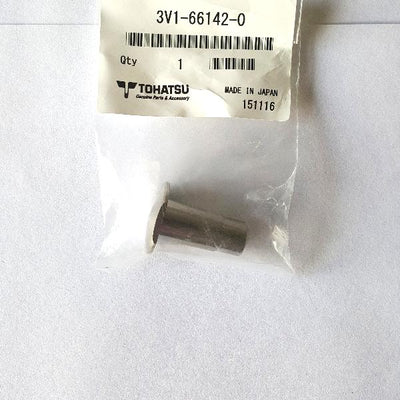 3V1-66142-0
Qty 1
TOHATSU
Genuine Parts & Accessory
MADE IN JAPAN
151116